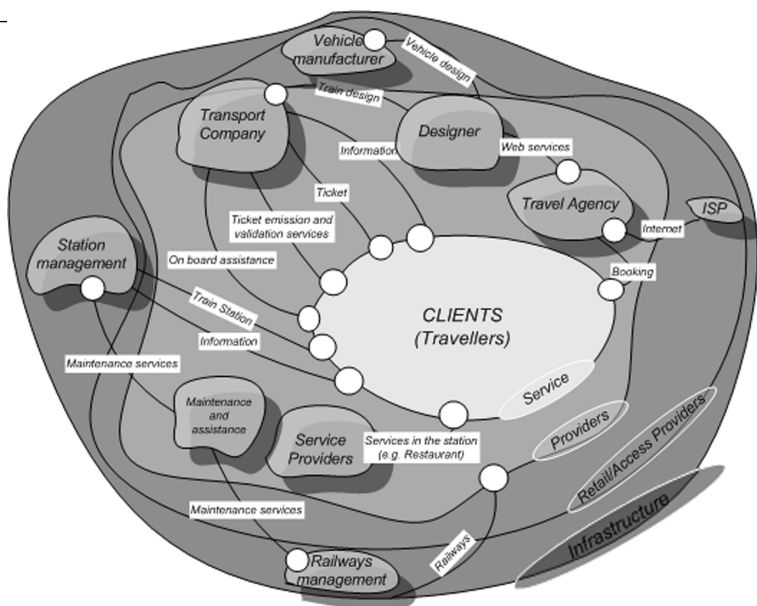 Vehicle
manufacturer
Vehicle design
Train design
Transport
Company
Designer
Information
Web services
Ticket
Travel Agency
ISP
Ticket emission and
validation services
Internet
Station
management
On board assistance
Booking
Train Station
CLIENTS
(Travellers)
Information
Maintenance services
Service
Maintenance
and
assistance
Providers
Retail/Access Providers
Service
Providers
Services in the station
(e.g. Restaurant)
Infrastructure
Maintenance services
Railways
Railways
management